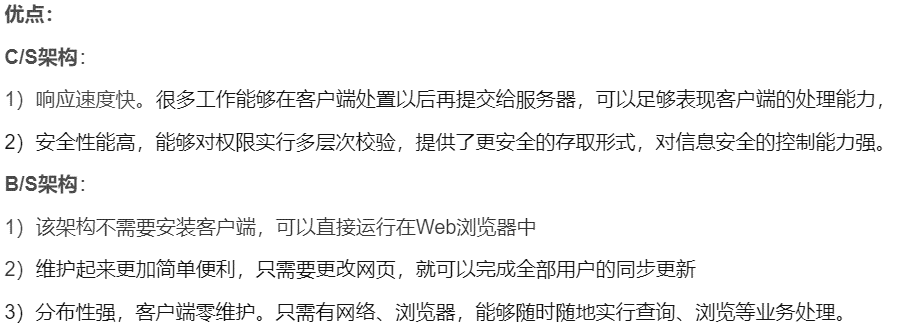 优点：
C/S架构：
1）响应速度快。很多工作能够在客户端处置以后再提交给服务器，可以足够表现客户端的处理能力，
2）安全性能高，能够对权限实行多层次校验，提供了更安全的存取形式，对信息安全的控制能力强。
B/S架构：
1）该架构不需要安装客户端，可以直接运行在Web浏览器中
2）维护起来更加简单便利，只需要更改网页，就可以完成全部用户的同步更新
3）分布性强，客户端零维护。只需有网络、浏览器，能够随时随地实行查询、浏览等业务处理。